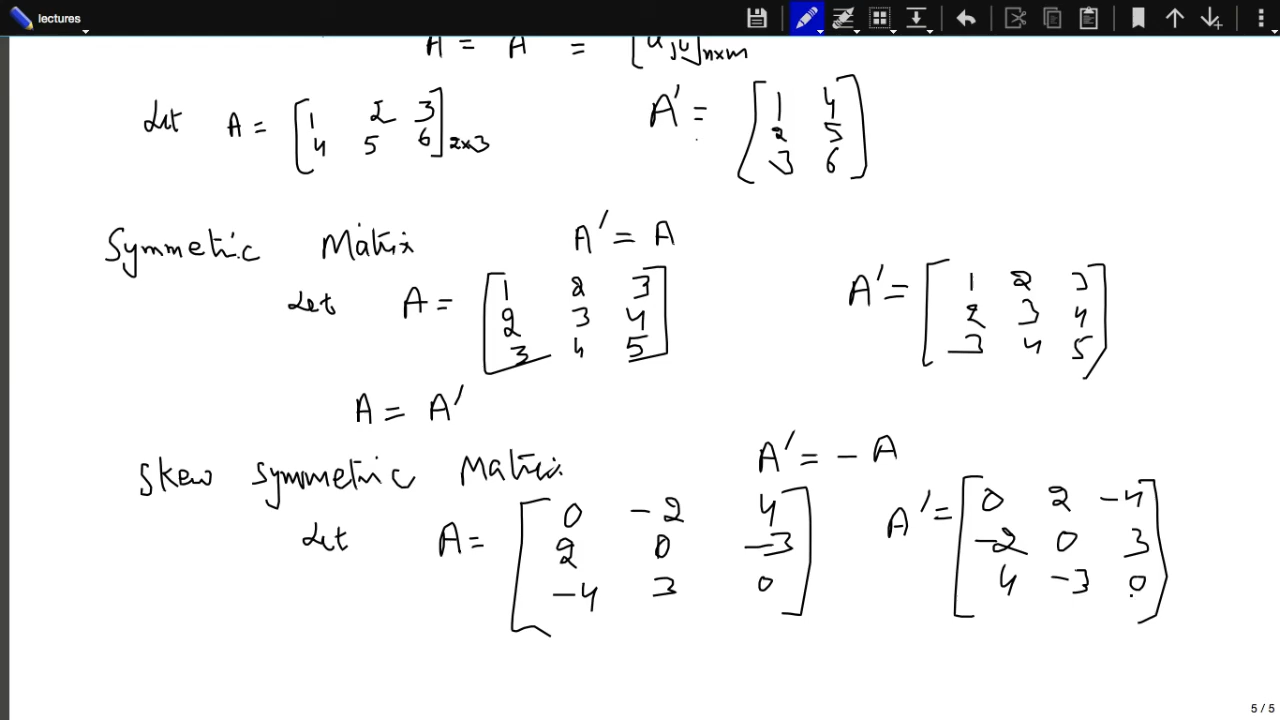 lectures
A = A = [a ji] n×m
Let A = [1 2 3 A' = [1 4
4 5 6] 2×3 2 5
3 6]
Symmetric Matrix A' = A
Let A = [1 2 3 A' = [1 2 3
2 3 4 2 3 4
3 4 5] 3 4 5]
A = A'
Skew Symmetric Matrix A' = - A
Let A = [0 -2 4 A' = [0 2 -4
2 0 -3 -2 0 3
-4 3 0] 4 -3 0]
5 / 5